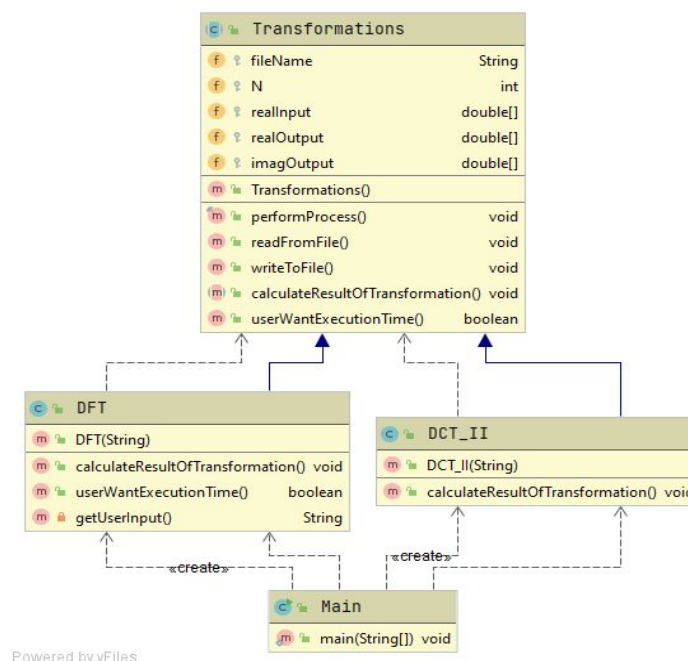 Transformations
fileName String
N int
realInput double[]
realOutput double[]
imagOutput double[]
Transformations()
performProcess() void
readFromFile() void
writeToFile() void
calculateResultOfTransformation() void
userWantExecutionTime() boolean
DFT
DFT(String)
calculateResultOfTransformation() void
userWantExecutionTime() boolean
getUserInput() String
DCT_II
DCT_II(String)
calculateResultOfTransformation() void
«create»
«create»
Main
main(String[]) void
Powered by yFiles